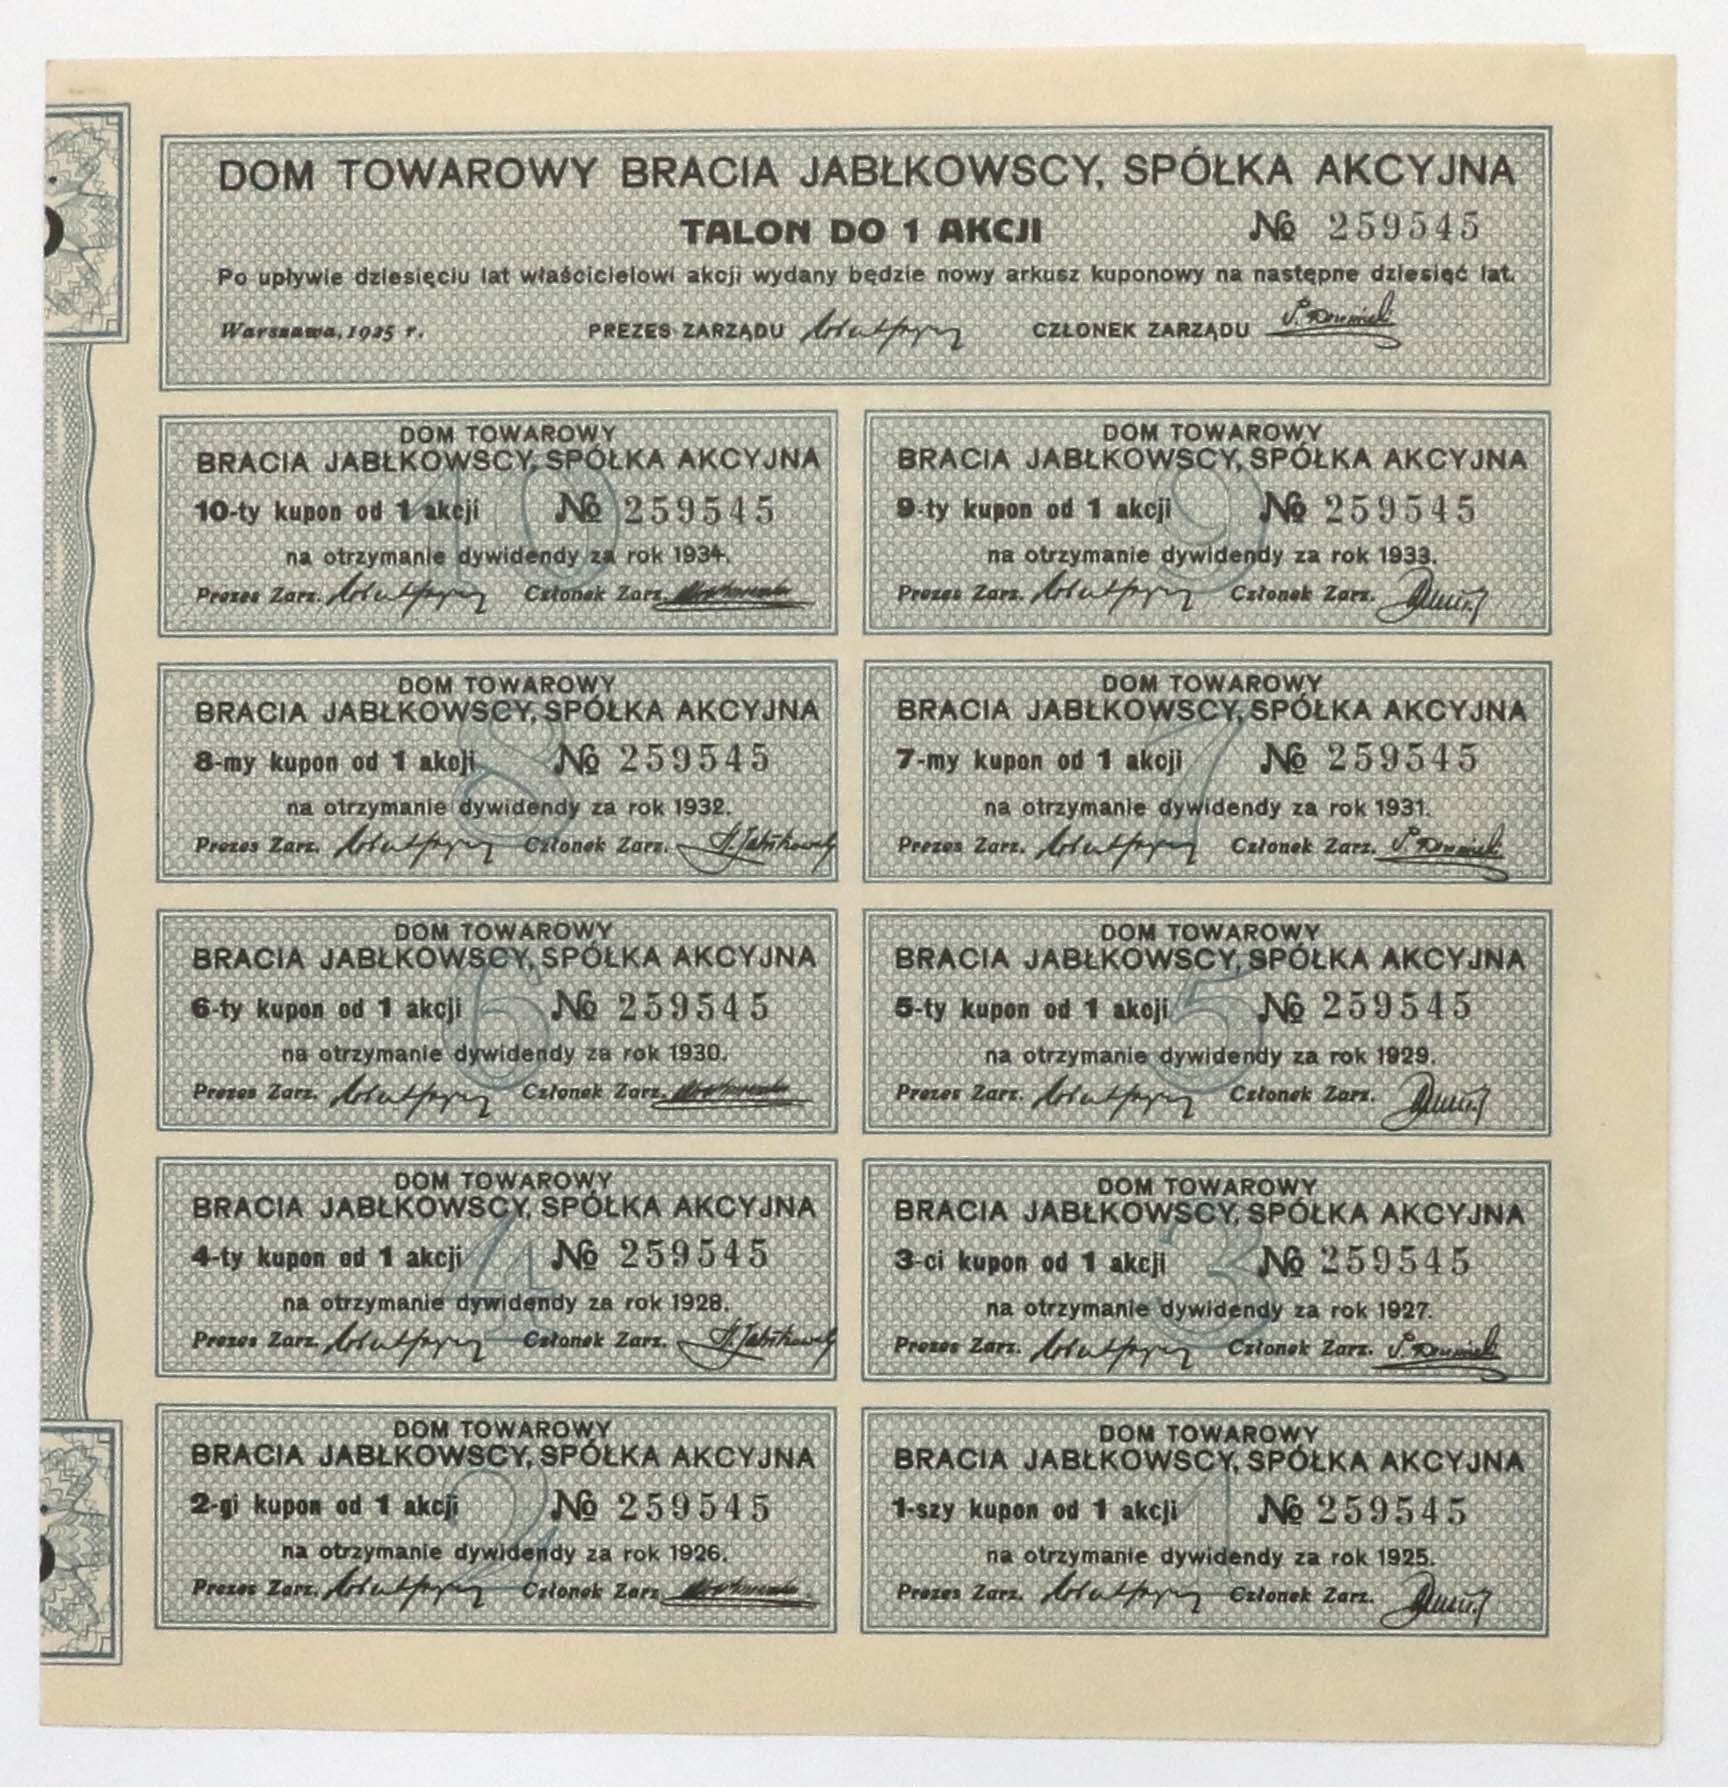 DOM TOWAROWY BRACIA JABŁKOWSCY, SPÓŁKA AKCYJNA
TALON DO 1 AKCJI № 259545
Po upływie dziesięciu lat właścicielowi akcji wydany będzie nowy arkusz kuponowy na następne dziesięć lat.
Warszawa, 1925 r. PREZES ZARZĄDU CZŁONEK ZARZĄDU
DOM TOWAROWY
BRACIA JABŁKOWSCY, SPÓŁKA AKCYJNA
10
10-ty kupon od 1 akcji № 259545
na otrzymanie dywidendy za rok 1934.
Prezes Zarz. Członek Zarz.
DOM TOWAROWY
BRACIA JABŁKOWSCY, SPÓŁKA AKCYJNA
9
9-ty kupon od 1 akcji № 259545
na otrzymanie dywidendy za rok 1933.
Prezes Zarz. Członek Zarz.
DOM TOWAROWY
BRACIA JABŁKOWSCY, SPÓŁKA AKCYJNA
8
8-my kupon od 1 akcji № 259545
na otrzymanie dywidendy za rok 1932.
Prezes Zarz. Członek Zarz.
DOM TOWAROWY
BRACIA JABŁKOWSCY, SPÓŁKA AKCYJNA
7
7-my kupon od 1 akcji № 259545
na otrzymanie dywidendy za rok 1931.
Prezes Zarz. Członek Zarz.
DOM TOWAROWY
BRACIA JABŁKOWSCY, SPÓŁKA AKCYJNA
6
6-ty kupon od 1 akcji № 259545
na otrzymanie dywidendy za rok 1930.
Prezes Zarz. Członek Zarz.
DOM TOWAROWY
BRACIA JABŁKOWSCY, SPÓŁKA AKCYJNA
5
5-ty kupon od 1 akcji № 259545
na otrzymanie dywidendy za rok 1929.
Prezes Zarz. Członek Zarz.
DOM TOWAROWY
BRACIA JABŁKOWSCY, SPÓŁKA AKCYJNA
4
4-ty kupon od 1 akcji № 259545
na otrzymanie dywidendy za rok 1928.
Prezes Zarz. Członek Zarz.
DOM TOWAROWY
BRACIA JABŁKOWSCY, SPÓŁKA AKCYJNA
3
3-ci kupon od 1 akcji № 259545
na otrzymanie dywidendy za rok 1927.
Prezes Zarz. Członek Zarz.
DOM TOWAROWY
BRACIA JABŁKOWSCY, SPÓŁKA AKCYJNA
2
2-gi kupon od 1 akcji № 259545
na otrzymanie dywidendy za rok 1926.
Prezes Zarz. Członek Zarz.
DOM TOWAROWY
BRACIA JABŁKOWSCY, SPÓŁKA AKCYJNA
1
1-szy kupon od 1 akcji № 259545
na otrzymanie dywidendy za rok 1925.
Prezes Zarz. Członek Zarz.